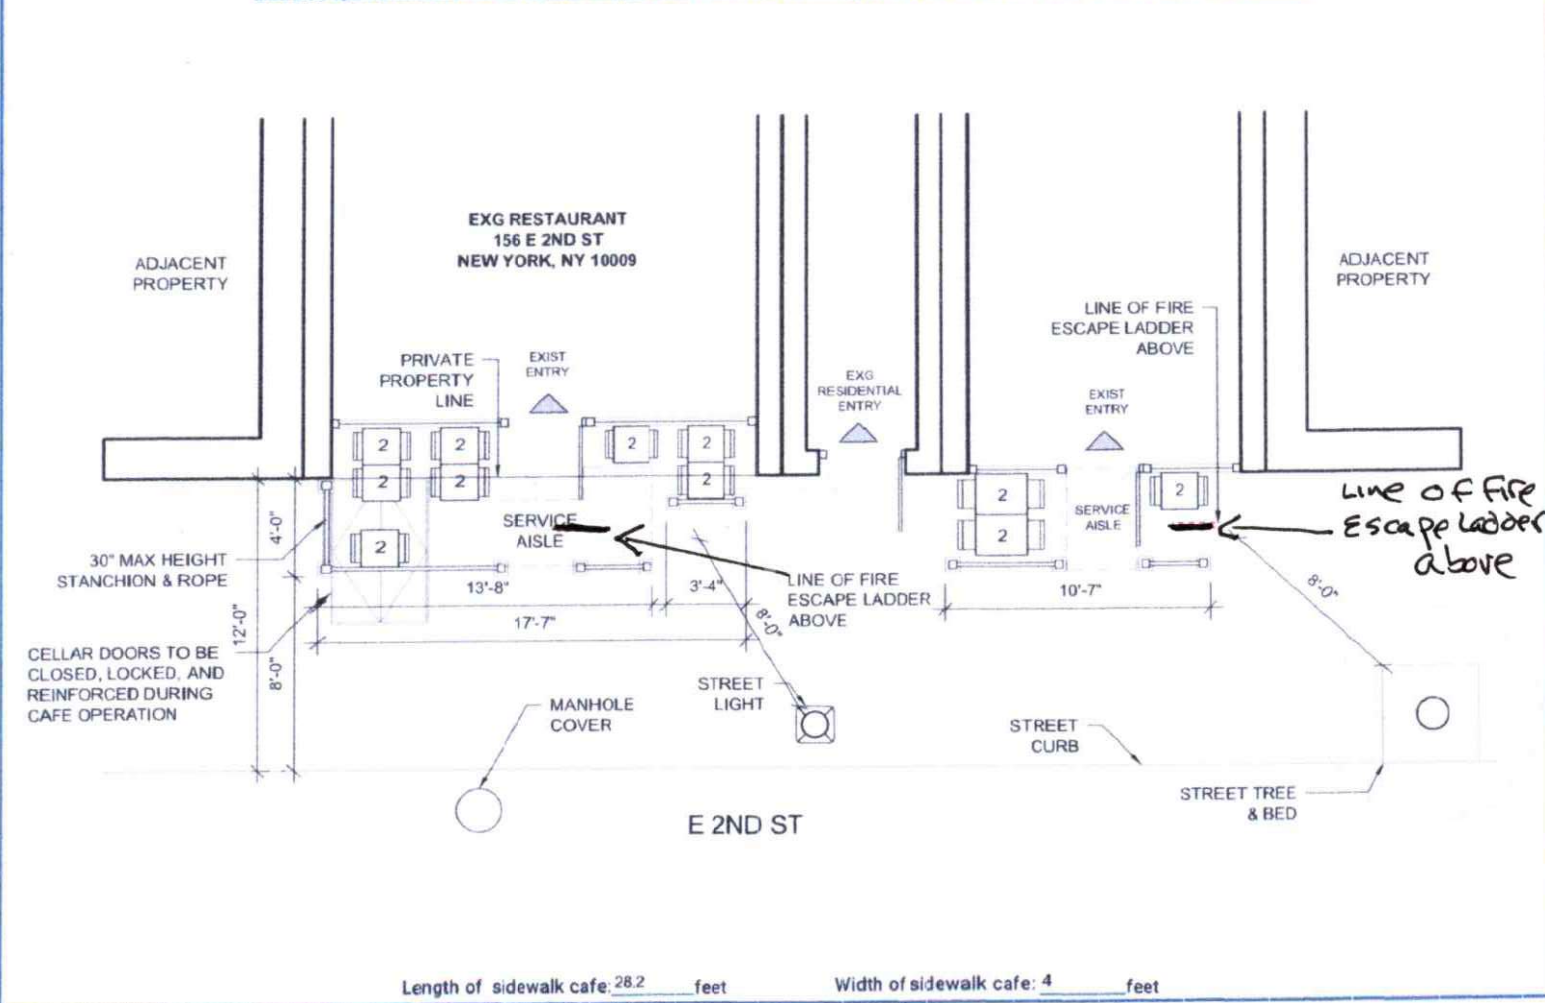 EXG RESTAURANT
156 E 2ND ST
NEW YORK, NY 10009
ADJACENT
PROPERTY
ADJACENT
PROPERTY
LINE OF FIRE
ESCAPE LADDER
ABOVE
PRIVATE
PROPERTY
LINE
EXIST
ENTRY
EXG
RESIDENTIAL
ENTRY
EXIST
ENTRY
2
2
2
2
2
2
2
2
2
2
2
SERVICE
AISLE
SERVICE
AISLE
Line of Fire
Escape Ladder
above
4'-0"
30" MAX HEIGHT
STANCHION & ROPE
13'-8"
3'-4"
LINE OF FIRE
ESCAPE LADDER
ABOVE
10'-7"
8'-0"
12'-0"
17'-7"
8'-0"
8'-0"
CELLAR DOORS TO BE
CLOSED, LOCKED, AND
REINFORCED DURING
CAFE OPERATION
MANHOLE
COVER
STREET
LIGHT
STREET
CURB
STREET TREE
& BED
E 2ND ST
Length of sidewalk cafe: 28.2 feet
Width of sidewalk cafe: 4 feet